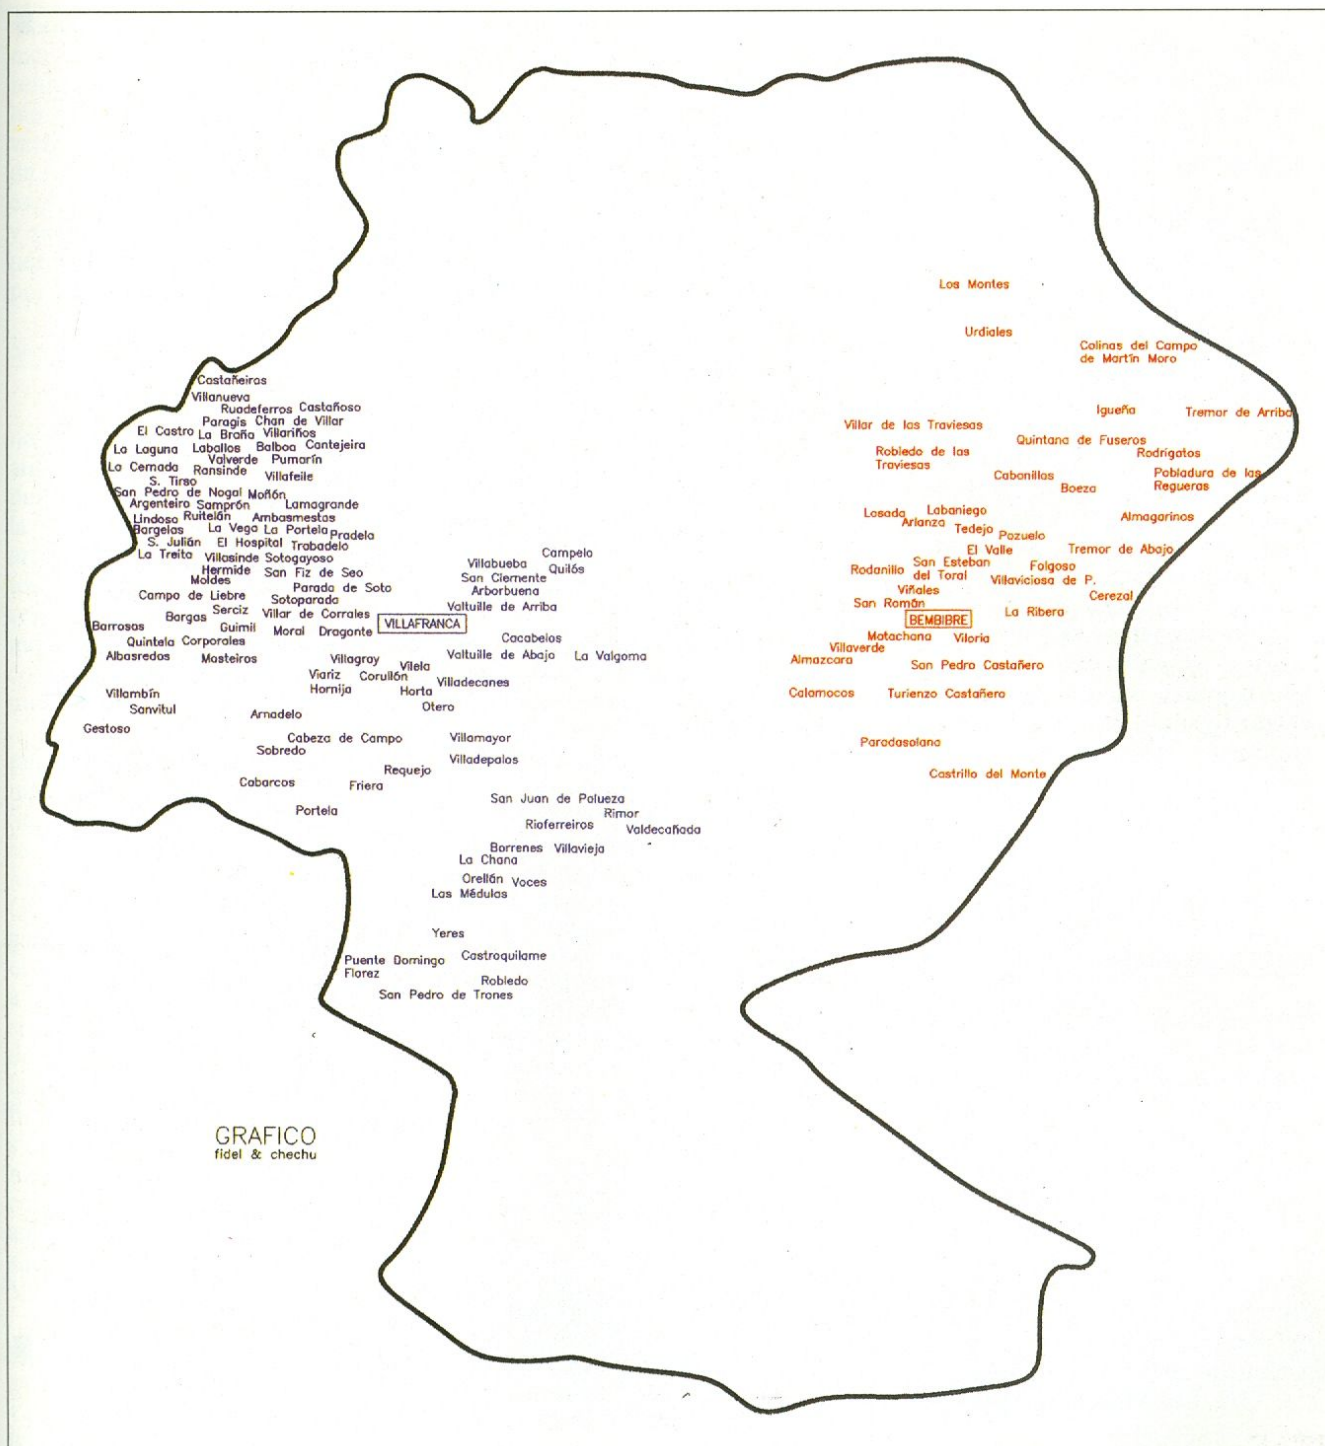 Los Montes
Urdiales
Colinas del Campo
de Martín Moro
Castañeiras
Villanueva
Ruadeferros
Castañoso
Igueña
Tremor de Arriba
Paragis
Chan de Villar
Villar de las Traviesas
El Castro
La Braña
Villariños
Quintana de Fuseros
La Laguna
Laballos
Balboa
Cantejeira
Robledo de las
Traviesas
Rodrigatos
Valverde
Pumarín
La Cernada
Ransinde
Villafeile
Cabanillas
Pobladura de las
Regueras
S. Tirso
Boeza
San Pedro de Nogal
Moñón
Argenteiro
Samprón
Lamagrande
Losada
Labaniego
Almagarinos
Lindoso
Ruitelán
Ambasmestas
Arlanza
Tedejo
Bargelas
La Vega
La Portela
Pradela
Pozuelo
S. Julián
El Hospital
Trabadelo
El Valle
Tremor de Abajo
La Treita
Villasinde
Sotogayoso
Campelo
Villabueba
San Esteban
del Toral
Folgoso
Hermide
San Fiz de Seo
Quilós
Rodanillo
Moldes
San Clemente
Villaviciosa de P.
Parada de Soto
Arborbuena
Viñales
Cerezal
Campo de Liebre
Sotoparada
Valtuille de Arriba
San Román
Serciz
Villar de Corrales
La Ribera
Bargas
VILLAFRANCA
BEMBIBRE
Barrosas
Guimil
Moral
Dragonte
Cacabelos
Matachana
Viloria
Quintela
Corporales
Villaverde
Albasredos
Masteiros
Villagray
Vilela
Valtuille de Abajo
La Valgoma
Almazcara
San Pedro Castañero
Viariz
Corullón
Villadecanes
Hornija
Horta
Villambín
Calamocos
Turienzo Castañero
Sanvitul
Arnadelo
Otero
Gestoso
Cabeza de Campo
Villamayor
Paradasolana
Sobredo
Villadepalos
Requejo
Castrillo del Monte
Cabarcos
Friera
San Juan de Palueza
Portela
Rimor
Rioferreiros
Valdecañada
Borrenes
Villavieja
La Chana
Orellán
Voces
Las Médulas
Yeres
Puente Domingo
Florez
Castroquilame
Robledo
San Pedro de Trones
GRAFICO
fidel & chechu